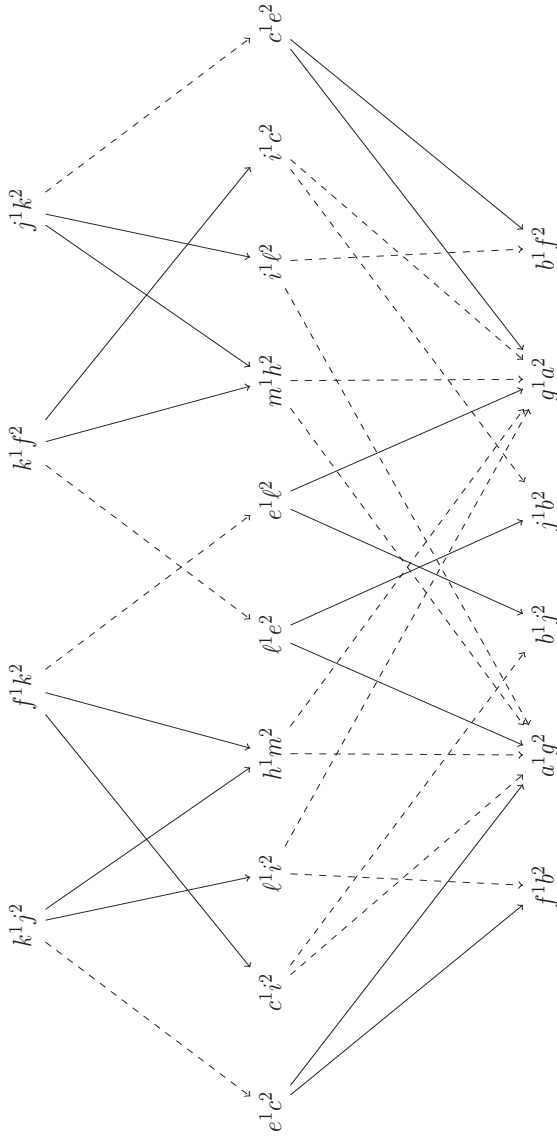 k¹j² f¹k² k¹f² j¹k²
e¹c² c¹i² ℓ¹i² h¹m² ℓ¹e² e¹ℓ² m¹h² i¹ℓ² i¹c² c¹e²
f¹b² a¹g² b¹j² j¹b² g¹a² b¹f²